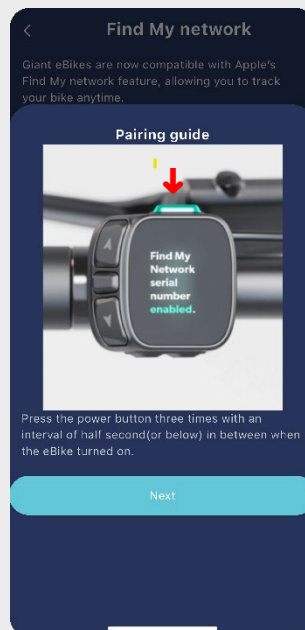 Find My network
Giant eBikes are now compatible with Apple's
Find My network feature, allowing you to track
your bike anytime.
Pairing guide
Find My
Network
serial
number
enabled.
Press the power button three times with an
interval of half second(or below) in between when
the eBike turned on.
Next